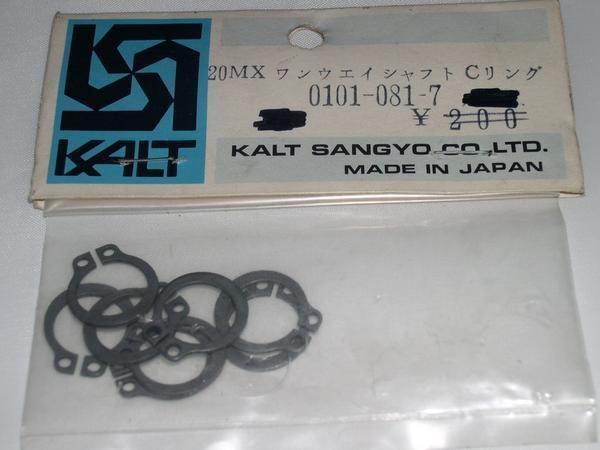 20MX ワンウエイシャフト Cリング
0101-081-7
¥ 200
KALT
KALT SANGYO CO.,LTD.
MADE IN JAPAN